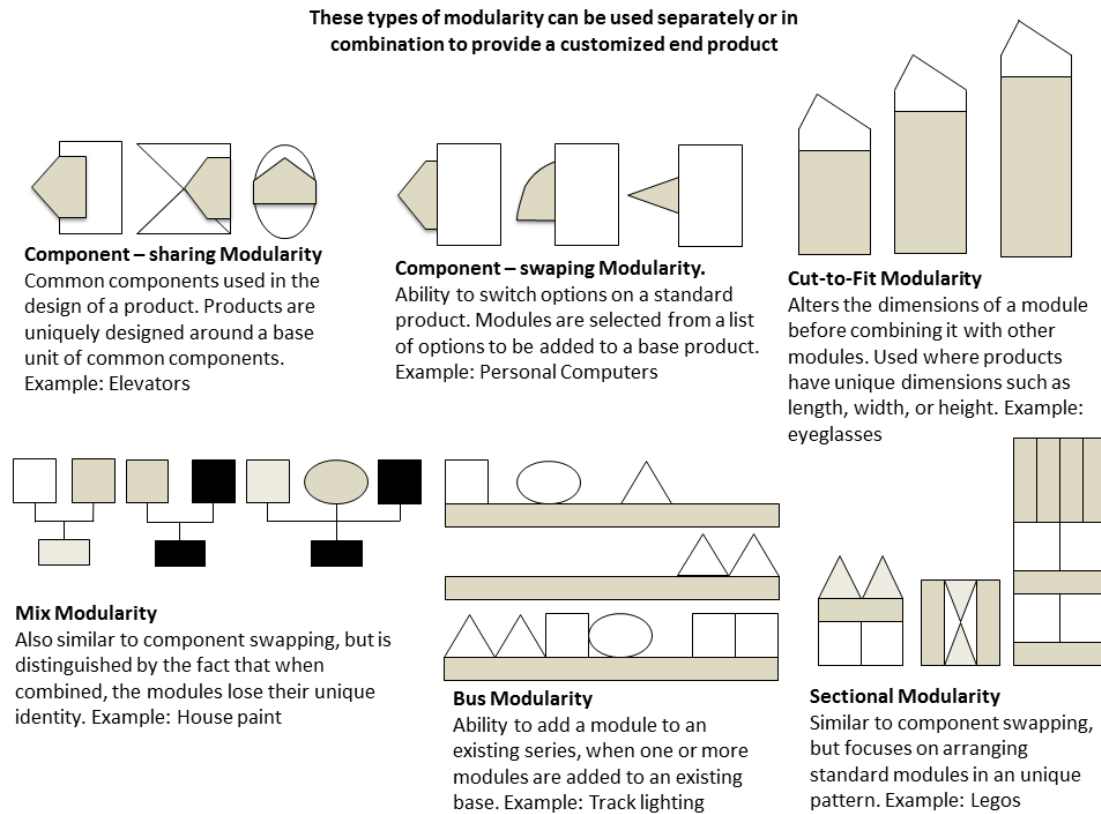 These types of modularity can be used separately or in
combination to provide a customized end product
Component – sharing Modularity
Common components used in the
design of a product. Products are
uniquely designed around a base
unit of common components.
Example: Elevators
Component – swaping Modularity.
Ability to switch options on a standard
product. Modules are selected from a list
of options to be added to a base product.
Example: Personal Computers
Cut-to-Fit Modularity
Alters the dimensions of a module
before combining it with other
modules. Used where products
have unique dimensions such as
length, width, or height. Example:
eyeglasses
Mix Modularity
Also similar to component swapping, but is
distinguished by the fact that when
combined, the modules lose their unique
identity. Example: House paint
Bus Modularity
Ability to add a module to an
existing series, when one or more
modules are added to an existing
base. Example: Track lighting
Sectional Modularity
Similar to component swapping,
but focuses on arranging
standard modules in an unique
pattern. Example: Legos